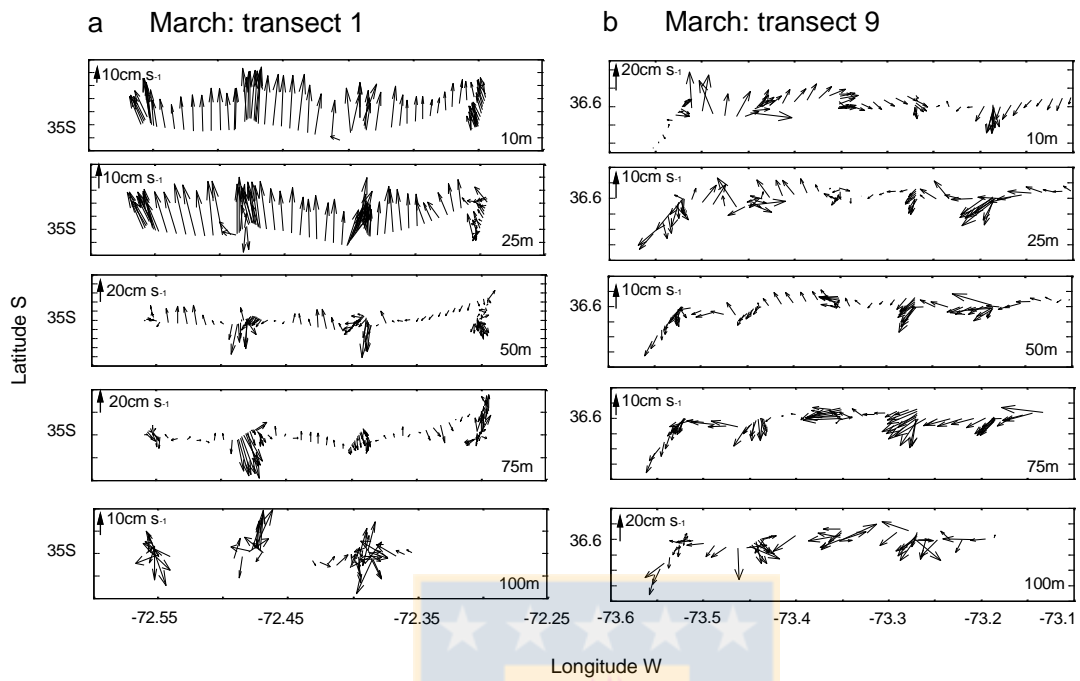 a March: transect 1
10cm s-1
35S
10m
10cm s-1
35S
25m
20cm s-1
35S
50m
20cm s-1
35S
75m
10cm s-1
35S
100m
-72.55 -72.45 -72.35 -72.25
b March: transect 9
20cm s-1
36.6
10m
10cm s-1
36.6
25m
10cm s-1
36.6
50m
10cm s-1
36.6
75m
20cm s-1
36.6
100m
-73.6 -73.5 -73.4 -73.3 -73.2 -73.1
Latitude S
Longitude W